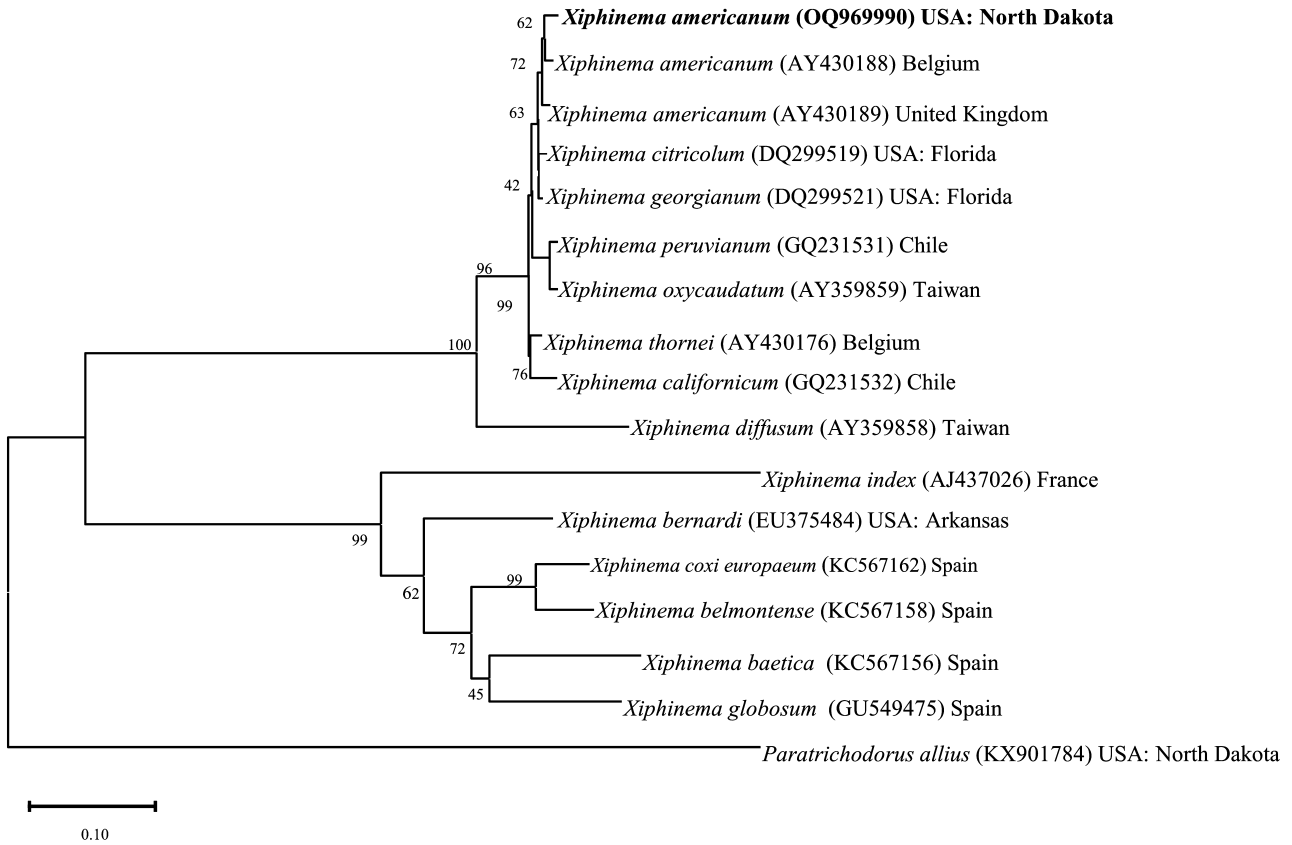 62
Xiphinema americanum (OQ969990) USA: North Dakota
72
Xiphinema americanum (AY430188) Belgium
63
Xiphinema americanum (AY430189) United Kingdom
Xiphinema citricolum (DQ299519) USA: Florida
42
Xiphinema georgianum (DQ299521) USA: Florida
Xiphinema peruvianum (GQ231531) Chile
96
Xiphinema oxycaudatum (AY359859) Taiwan
99
100
Xiphinema thornei (AY430176) Belgium
76
Xiphinema californicum (GQ231532) Chile
Xiphinema diffusum (AY359858) Taiwan
Xiphinema index (AJ437026) France
Xiphinema bernardi (EU375484) USA: Arkansas
99
Xiphinema coxi europaeum (KC567162) Spain
99
62
Xiphinema belmontense (KC567158) Spain
72
Xiphinema baetica (KC567156) Spain
45
Xiphinema globosum (GU549475) Spain
Paratrichodorus allius (KX901784) USA: North Dakota
0.10